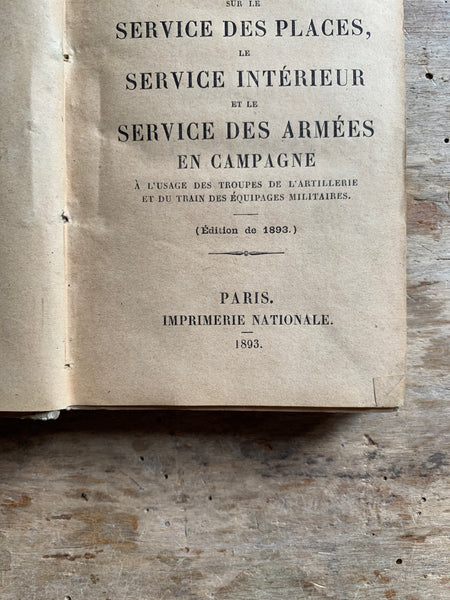 SUR LE
SERVICE DES PLACES,
LE
SERVICE INTÉRIEUR
ET LE
SERVICE DES ARMÉES
EN CAMPAGNE
À L'USAGE DES TROUPES DE L'ARTILLERIE
ET DU TRAIN DES ÉQUIPAGES MILITAIRES.
(Édition de 1893.)
PARIS.
IMPRIMERIE NATIONALE.
1893.